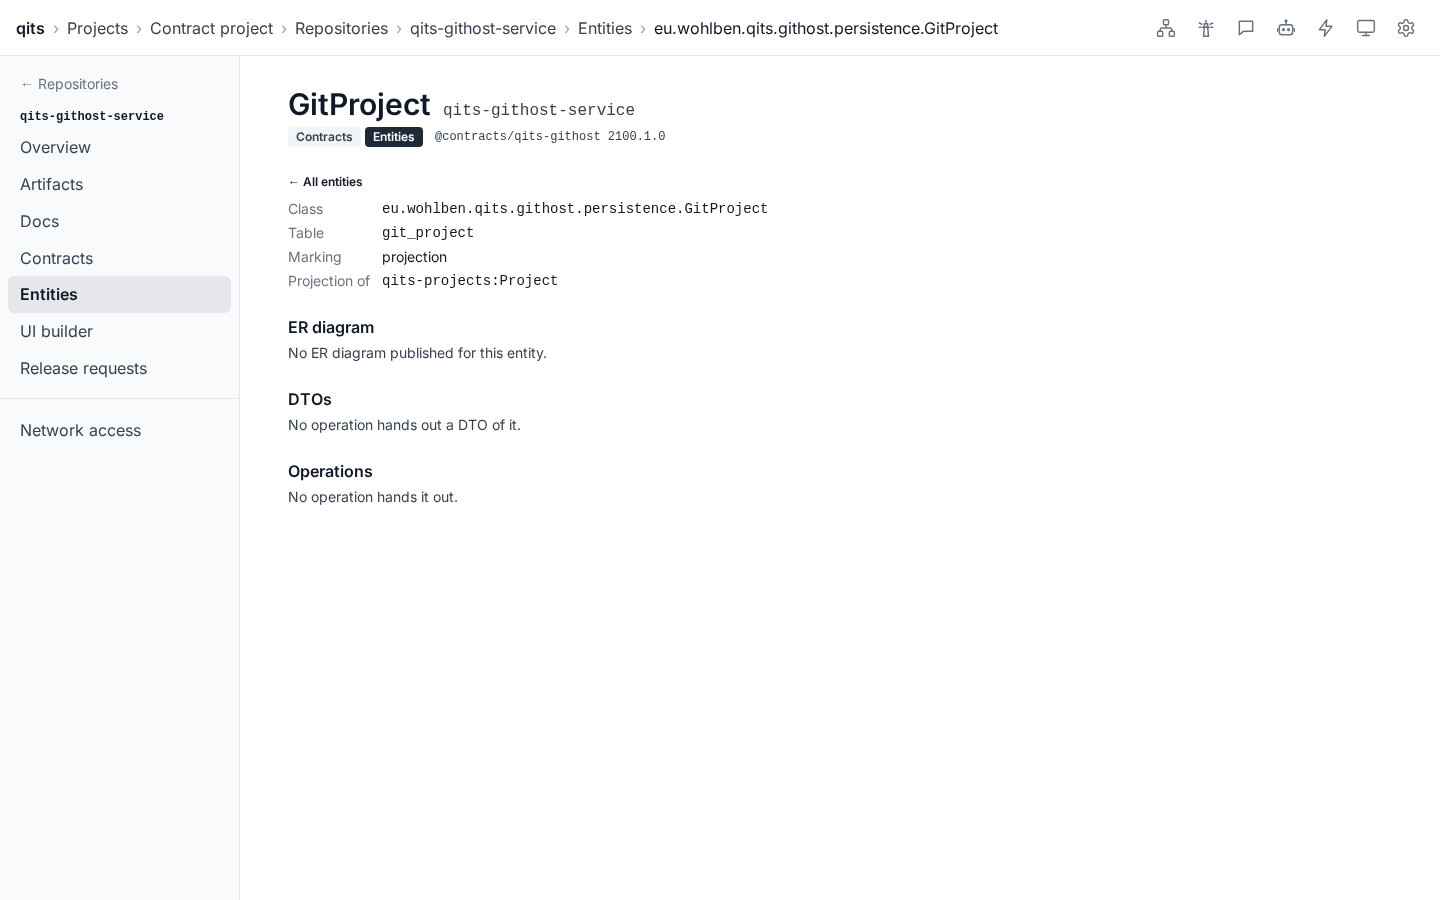 qits › Projects › Contract project › Repositories › qits-githost-service › Entities › eu.wohlben.qits.githost.persistence.GitProject
← Repositories
qits-githost-service
Overview
Artifacts
Docs
Contracts
Entities
UI builder
Release requests
Network access
GitProject qits-githost-service
Contracts Entities @contracts/qits-githost 2100.1.0
← All entities
Class eu.wohlben.qits.githost.persistence.GitProject
Table git_project
Marking projection
Projection of qits-projects:Project
ER diagram
No ER diagram published for this entity.
DTOs
No operation hands out a DTO of it.
Operations
No operation hands it out.